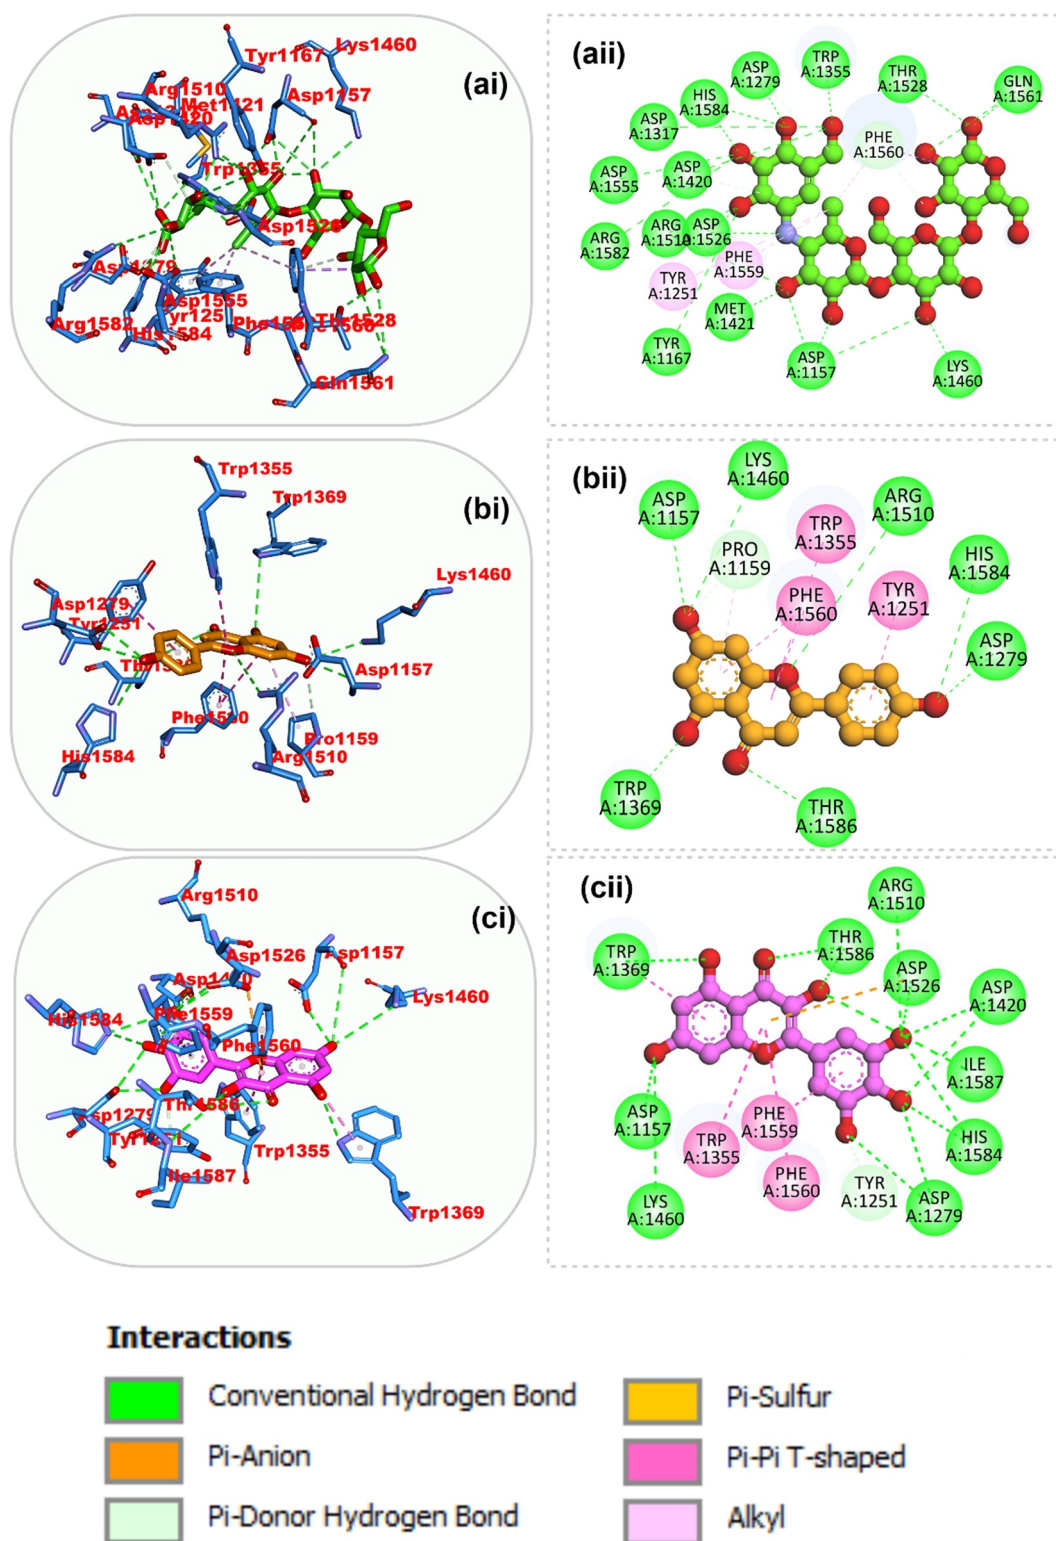 (ai)
Tyr1167
Lys1460
Arg1510
Met1421
Asp1157
Trp1355
Asp1526
Asp1555
Arg1582
His1584
Gln1561
(aii)
ASP
A:1279
TRP
A:1355
THR
A:1528
GLN
A:1561
HIS
A:1584
ASP
A:1317
PHE
A:1560
ASP
A:1555
ASP
A:1420
ARG
A:1582
ARG
ASP
A:1526
TYR
A:1251
PHE
A:1559
MET
A:1421
TYR
A:1167
ASP
A:1157
LYS
A:1460
(bi)
Trp1355
Trp1369
Lys1460
Asp1279
Tyr1251
Asp1157
His1584
Pro1159
Arg1510
(bii)
LYS
A:1460
ASP
A:1157
ARG
A:1510
TRP
A:1355
PRO
A:1159
HIS
A:1584
PHE
A:1560
TYR
A:1251
ASP
A:1279
TRP
A:1369
THR
A:1586
(ci)
Arg1510
Asp1526
Asp1157
Lys1460
His1584
Phe1559
Phe1560
Thr1586
Trp1355
Ile1587
Trp1369
(cii)
ARG
A:1510
TRP
A:1369
THR
A:1586
ASP
A:1526
ASP
A:1420
ILE
A:1587
ASP
A:1157
TRP
A:1355
PHE
A:1559
HIS
A:1584
PHE
A:1560
TYR
A:1251
ASP
A:1279
LYS
A:1460
Interactions
Conventional Hydrogen Bond
Pi-Sulfur
Pi-Anion
Pi-Pi T-shaped
Pi-Donor Hydrogen Bond
Alkyl